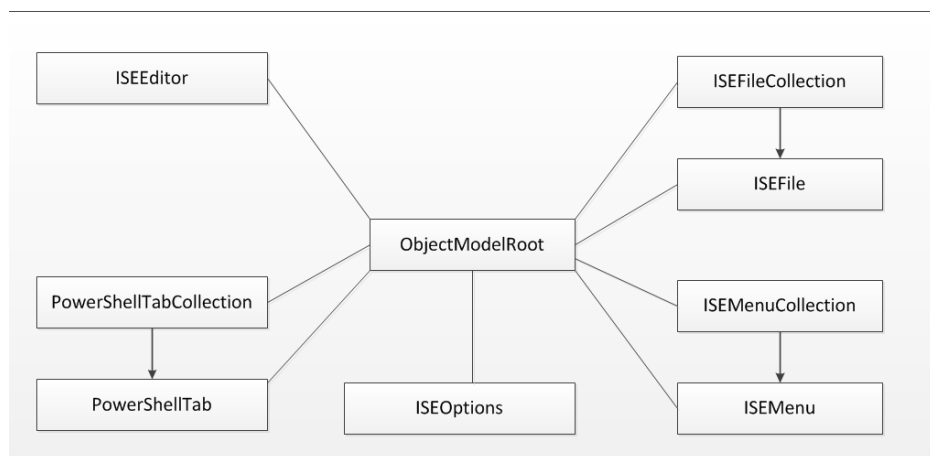 ISEEditor
ISEFileCollection
ISEFile
ObjectModelRoot
PowerShellTabCollection
ISEMenuCollection
PowerShellTab
ISEOptions
ISEMenu